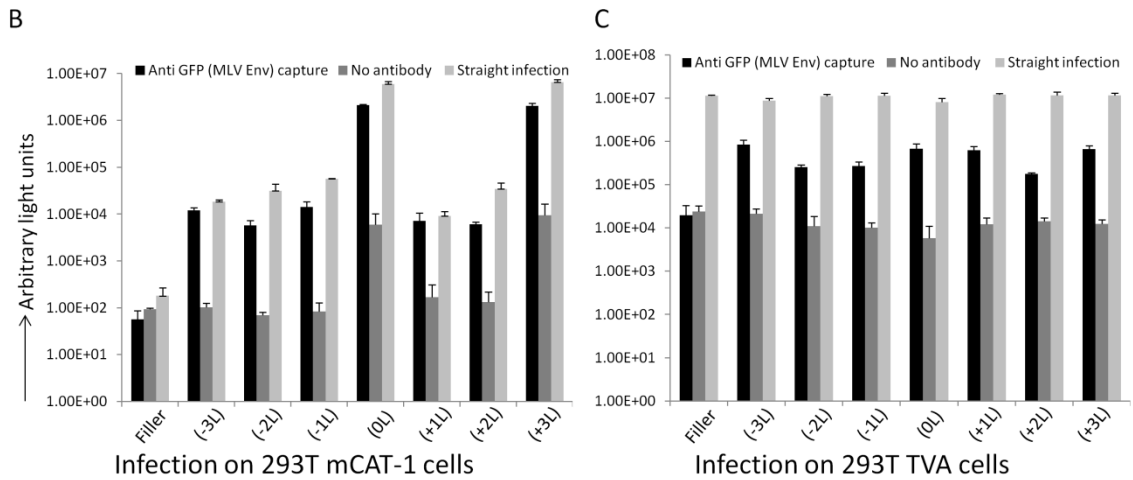 B
Anti GFP (MLV Env) capture No antibody Straight infection
1.00E+07
1.00E+06
1.00E+05
1.00E+04
1.00E+03
1.00E+02
1.00E+01
1.00E+00
Arbitrary light units
Filler (-3L) (-2L) (-1L) (0L) (+1L) (+2L) (+3L)
Infection on 293T mCAT-1 cells
C
1.00E+08
Anti GFP (MLV Env) capture No antibody Straight infection
1.00E+07
1.00E+06
1.00E+05
1.00E+04
1.00E+03
1.00E+02
1.00E+01
1.00E+00
Filler (-3L) (-2L) (-1L) (0L) (+1L) (+2L) (+3L)
Infection on 293T TVA cells